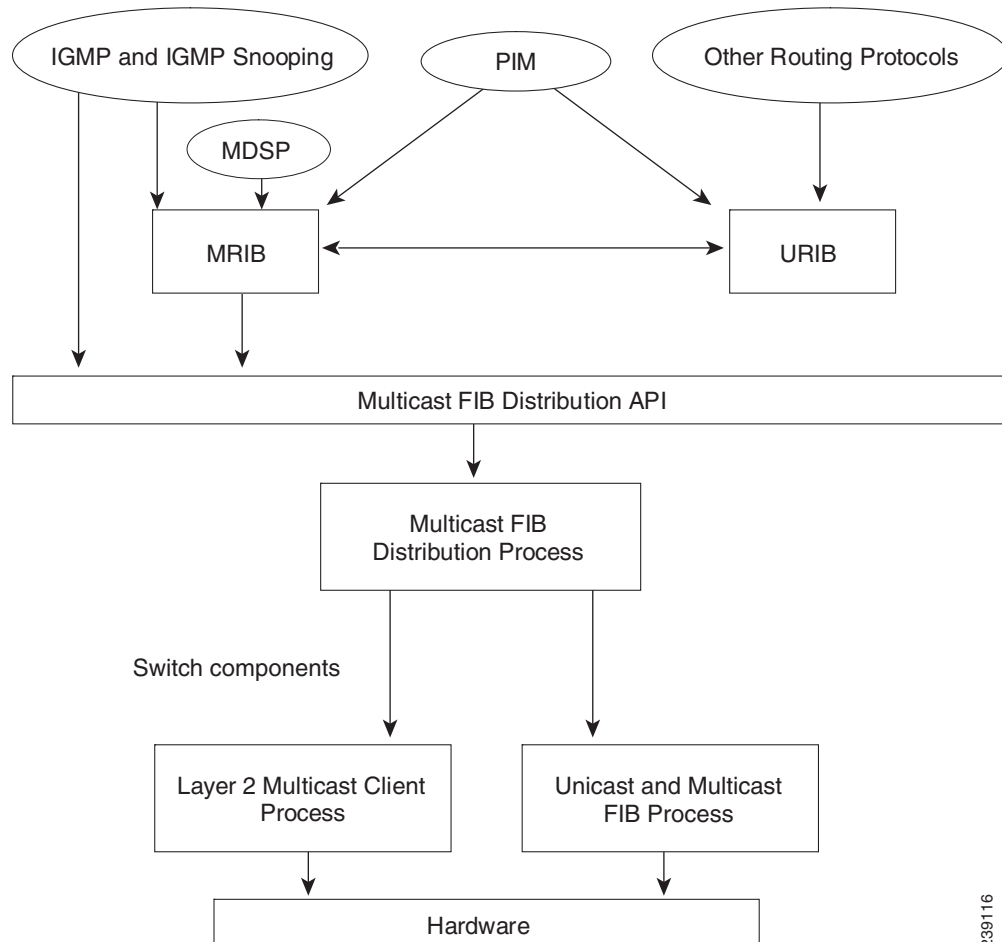 IGMP and IGMP Snooping
PIM
Other Routing Protocols
MDSP
MRIB
URIB
Multicast FIB Distribution API
Multicast FIB
Distribution Process
Switch components
Layer 2 Multicast Client
Process
Unicast and Multicast
FIB Process
Hardware